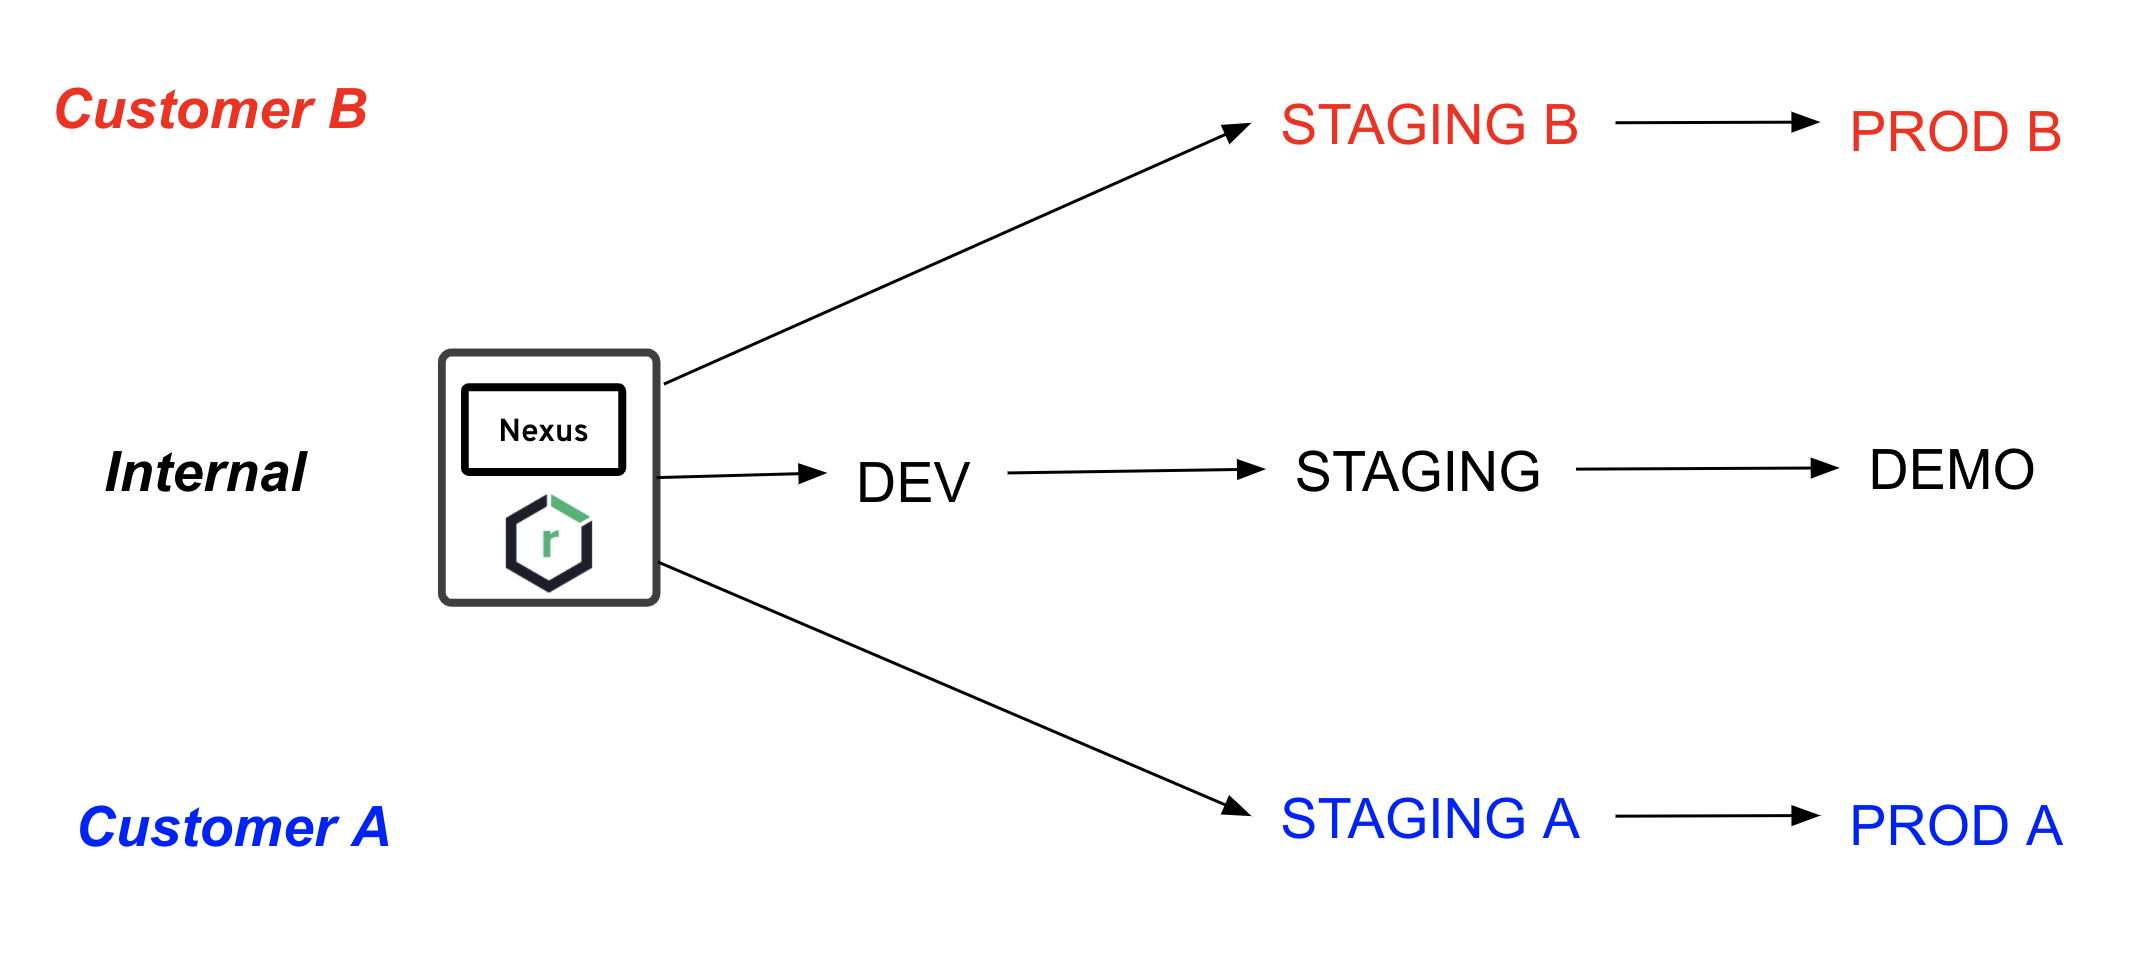 Customer B
STAGING B
PROD B
Nexus
r
Internal
DEV
STAGING
DEMO
Customer A
STAGING A
PROD A